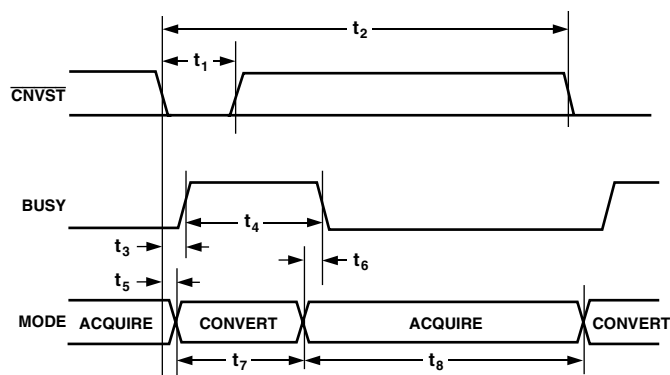 t2
t1
CNVST
BUSY
t4
t3
t6
t5
MODE ACQUIRE CONVERT ACQUIRE CONVERT
t7 t8